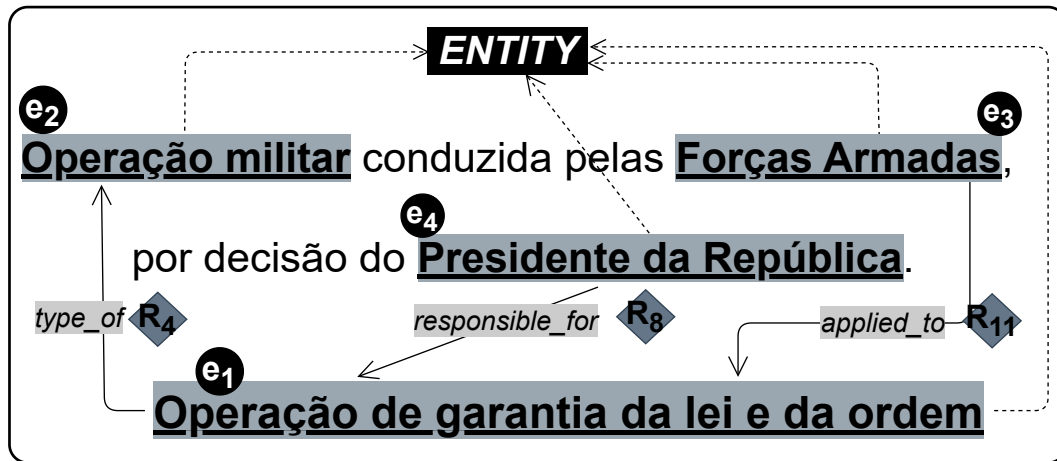 ENTITY
e2 e3
Operação militar conduzida pelas Forças Armadas,
e4
por decisão do Presidente da República.
type_of R4 responsible_for R8 applied_to R11
e1
Operação de garantia da lei e da ordem